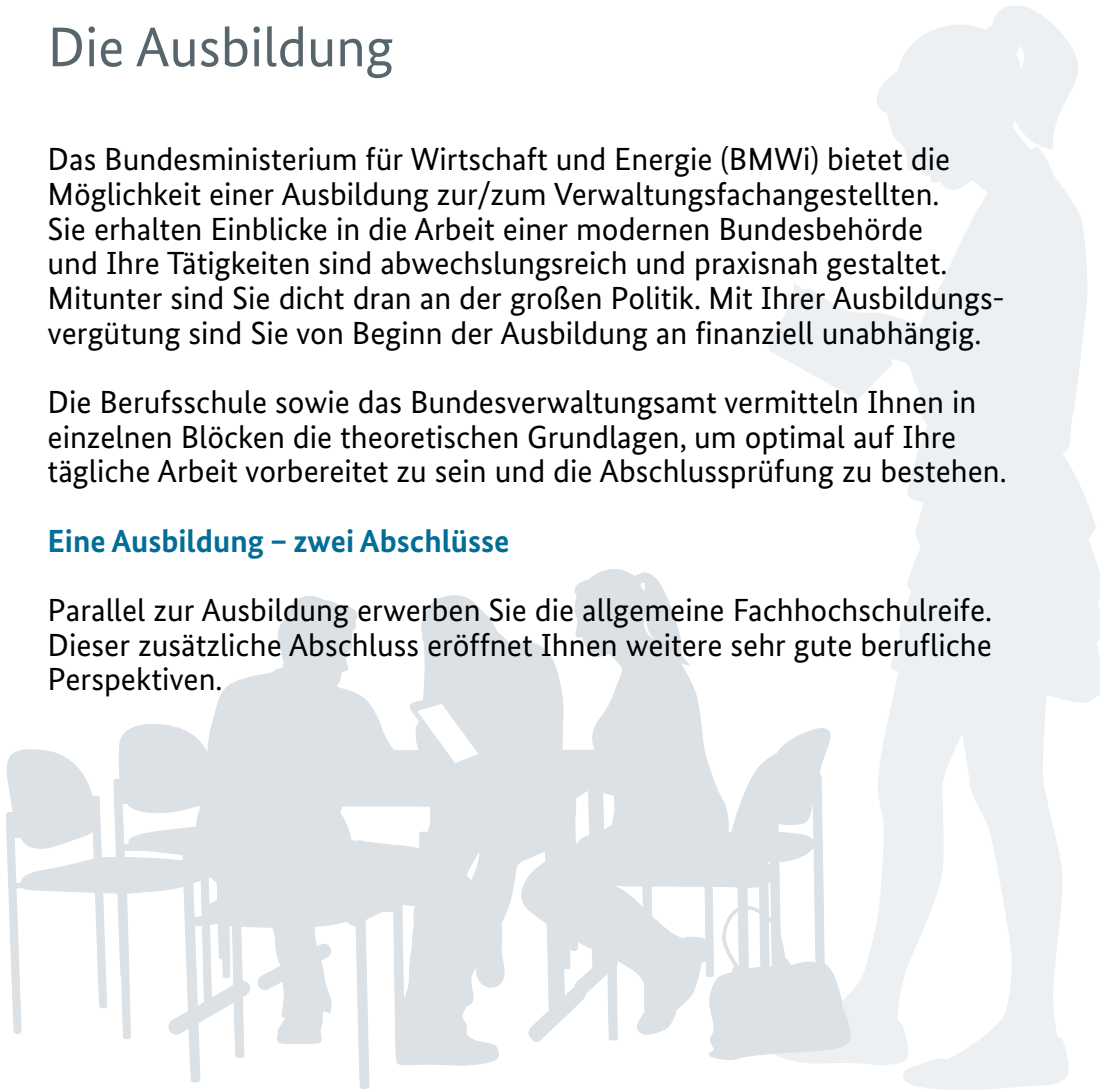 Die Ausbildung
Das Bundesministerium für Wirtschaft und Energie (BMWi) bietet die
Möglichkeit einer Ausbildung zur/zum Verwaltungsfachangestellten.
Sie erhalten Einblicke in die Arbeit einer modernen Bundesbehörde
und Ihre Tätigkeiten sind abwechslungsreich und praxisnah gestaltet.
Mitunter sind Sie dicht dran an der großen Politik. Mit Ihrer Ausbildungs-
vergütung sind Sie von Beginn der Ausbildung an finanziell unabhängig.
Die Berufsschule sowie das Bundesverwaltungsamt vermitteln Ihnen in
einzelnen Blöcken die theoretischen Grundlagen, um optimal auf Ihre
tägliche Arbeit vorbereitet zu sein und die Abschlussprüfung zu bestehen.
Eine Ausbildung – zwei Abschlüsse
Parallel zur Ausbildung erwerben Sie die allgemeine Fachhochschulreife.
Dieser zusätzliche Abschluss eröffnet Ihnen weitere sehr gute berufliche
Perspektiven.